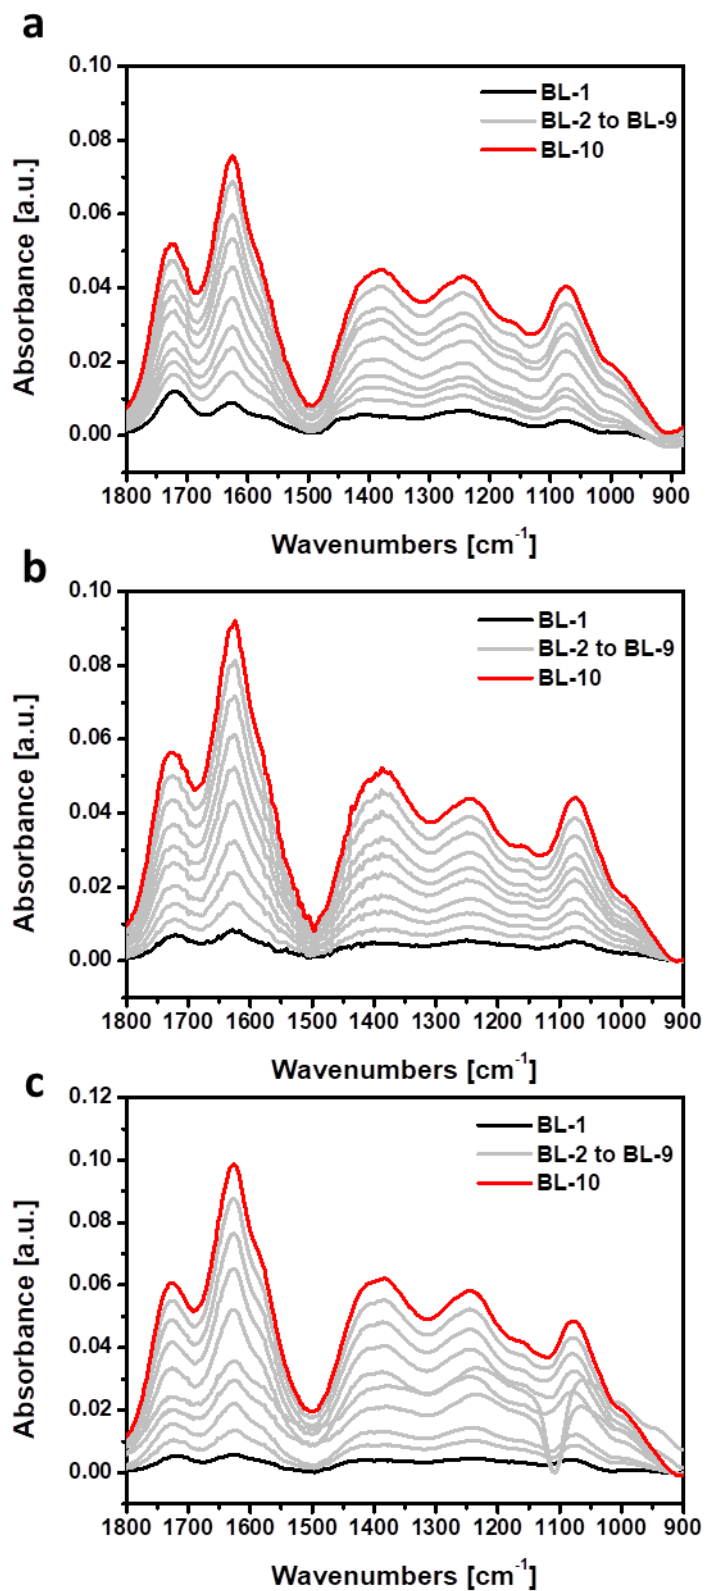 a
0.10
0.08
0.06
0.04
0.02
0.00
Absorbance [a.u.]
BL-1
BL-2 to BL-9
BL-10
1800 1700 1600 1500 1400 1300 1200 1100 1000 900
Wavenumbers [cm⁻¹]
b
0.10
0.08
0.06
0.04
0.02
0.00
Absorbance [a.u.]
BL-1
BL-2 to BL-9
BL-10
1800 1700 1600 1500 1400 1300 1200 1100 1000 900
Wavenumbers [cm⁻¹]
c
0.12
0.10
0.08
0.06
0.04
0.02
0.00
Absorbance [a.u.]
BL-1
BL-2 to BL-9
BL-10
1800 1700 1600 1500 1400 1300 1200 1100 1000 900
Wavenumbers [cm⁻¹]